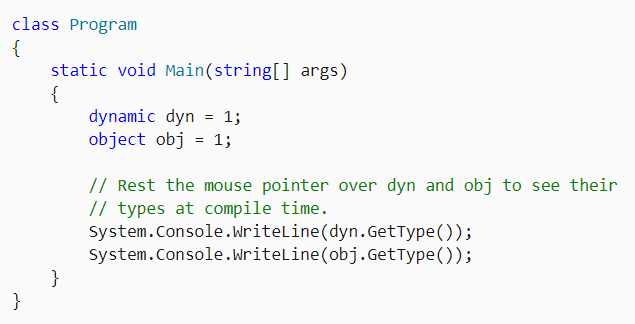 class Program
{
    static void Main(string[] args)
    {
        dynamic dyn = 1;
        object obj = 1;

        // Rest the mouse pointer over dyn and obj to see their
        // types at compile time.
        System.Console.WriteLine(dyn.GetType());
        System.Console.WriteLine(obj.GetType());
    }
}